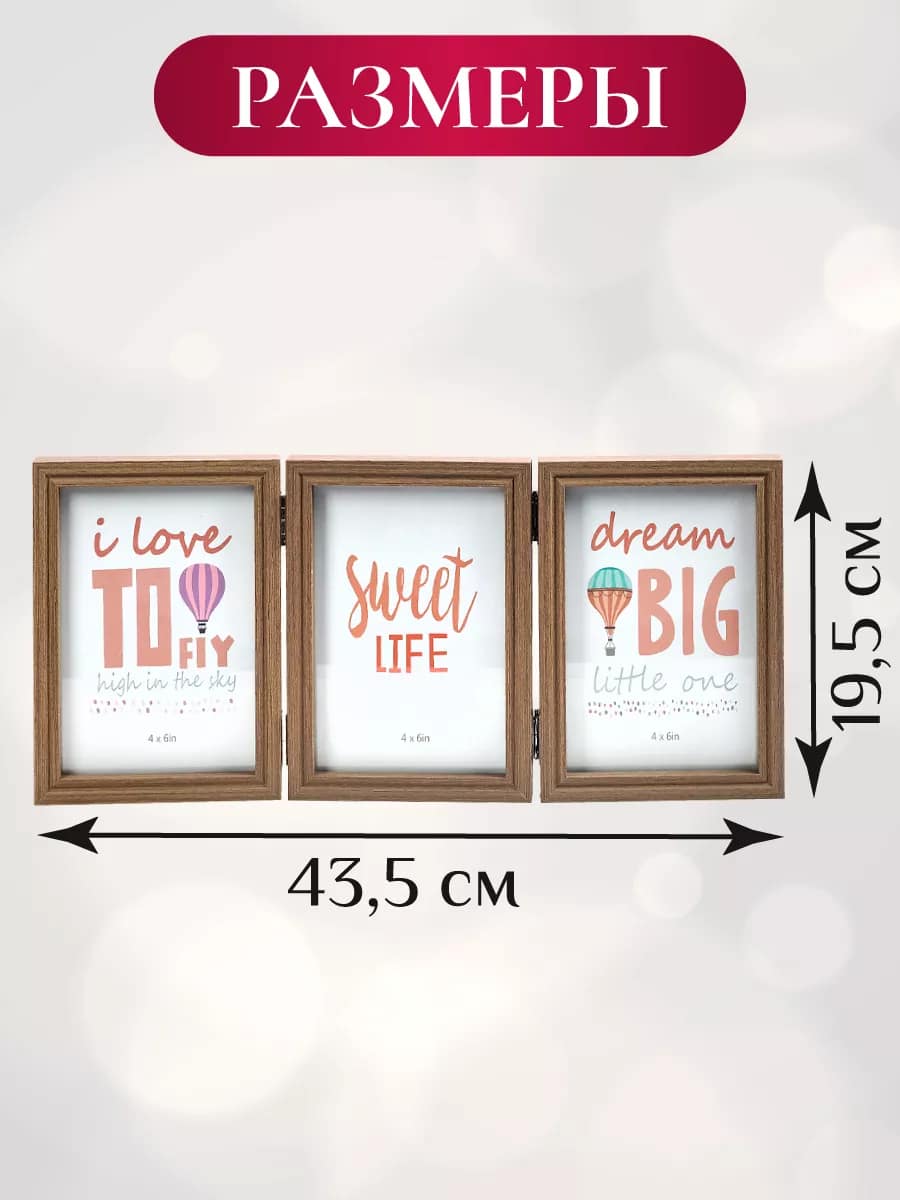 РАЗМЕРЫ
i love
TO FLY
high in the sky
4 x 6in
sweet
LIFE
4 x 6in
dream
BIG
little one
4 x 6in
19,5 см
43,5 см